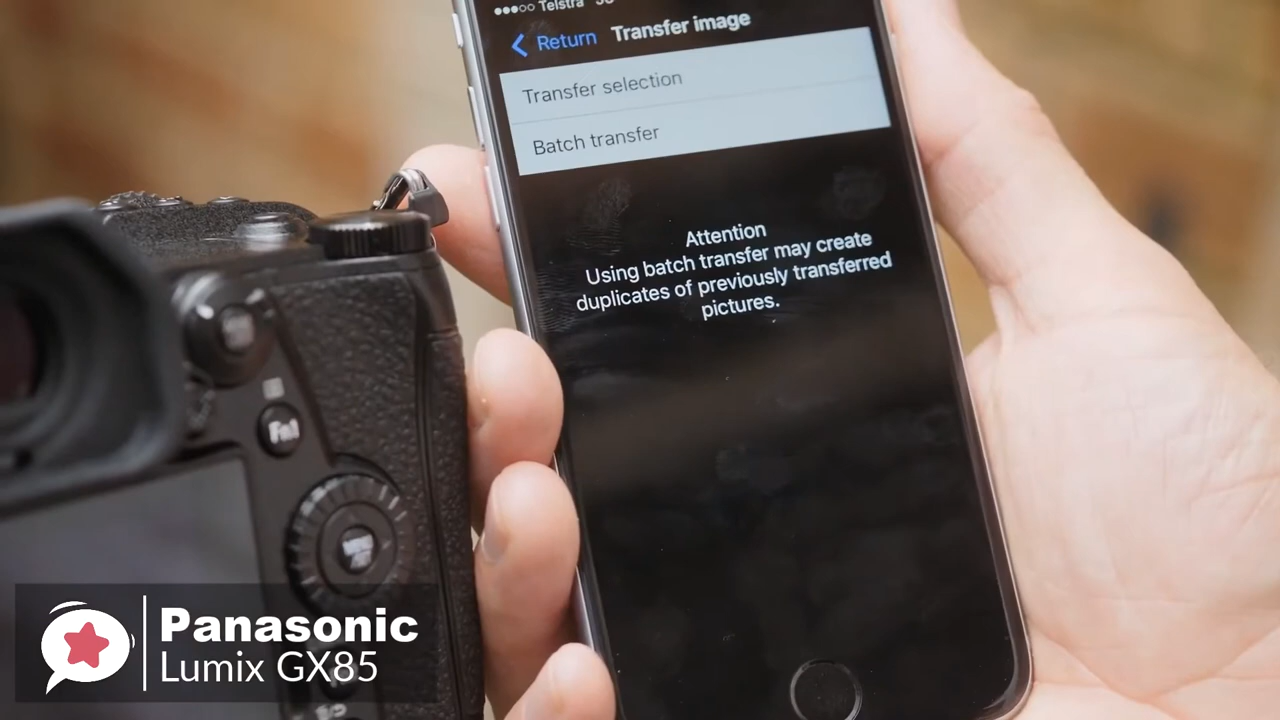 ●●●○○ Telstra
Return Transfer image
Transfer selection
Batch transfer
Attention
Using batch transfer may create
duplicates of previously transferred
pictures.
Fn1
Panasonic
Lumix GX85